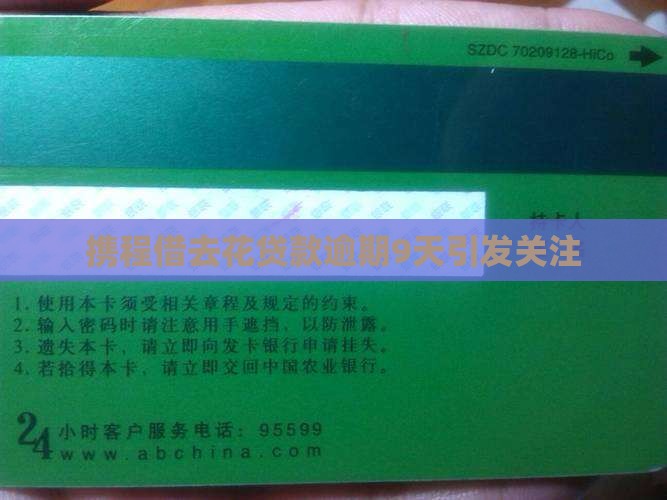 SZDC 70209128-HiCo
持卡人
携程借去花贷款逾期9天引发关注
1. 使用本卡须受相关章程及规定的约束。
2. 输入密码时请注意用手遮挡，以防泄露。
3. 遗失本卡，请立即向发卡银行申请挂失。
4. 若拾得本卡，请立即交回中国农业银行。
24 小时客户服务电话：95599
www.abchina.com